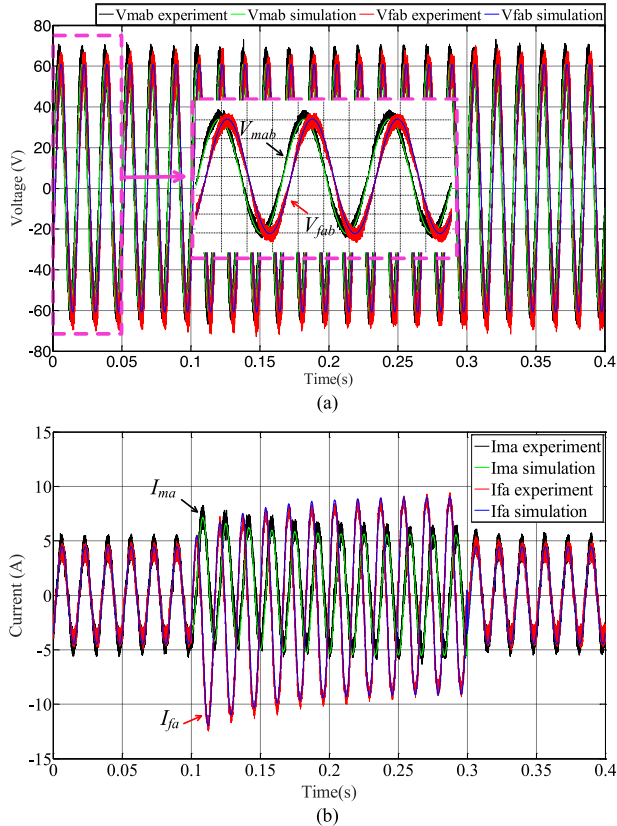 Vmab experiment Vmab simulation Vfab experiment Vfab simulation
80
60
40
20
0
-20
-40
-60
-80
Voltage (V)
Vmab
Vfab
0 0.05 0.1 0.15 0.2 0.25 0.3 0.35 0.4
Time(s)
(a)
15
10
5
0
-5
-10
-15
Current (A)
Ima experiment
Ima simulation
Ifa experiment
Ifa simulation
Ima
Ifa
0 0.05 0.1 0.15 0.2 0.25 0.3 0.35 0.4
Time(s)
(b)